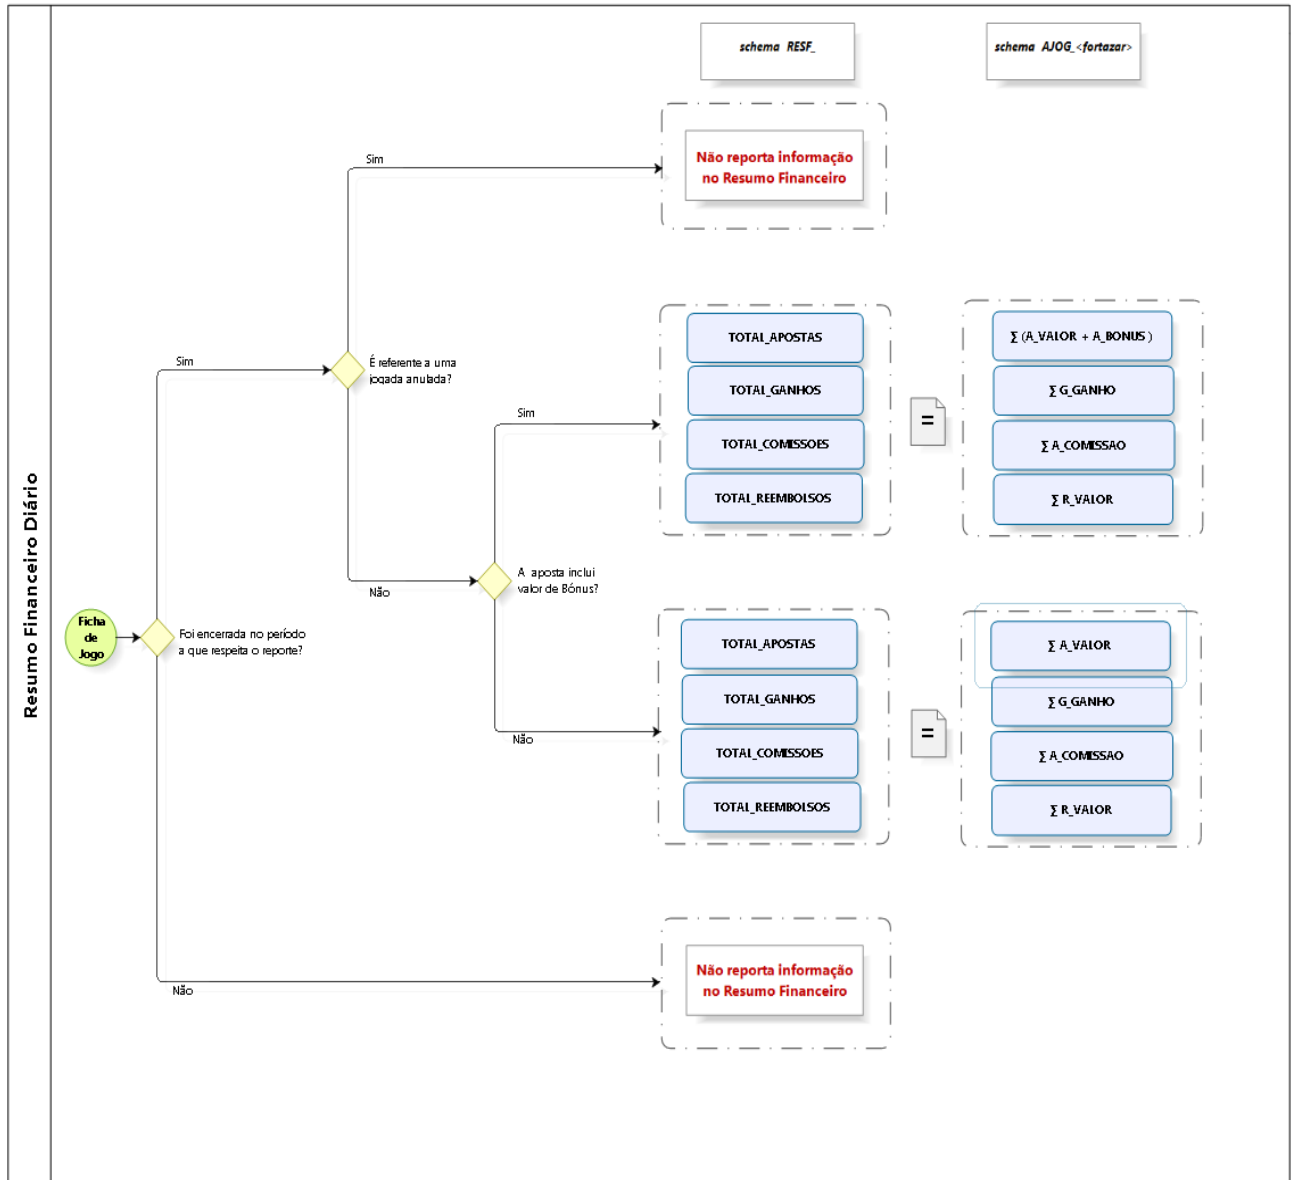 Resumo Financeiro Diário
schema RESF_
schema AJOG_<fortazar>
Sim
Não reporta informação
no Resumo Financeiro
Sim
É referente a uma
jogada anulada?
Não
Sim
TOTAL_APOSTAS
TOTAL_GANHOS
TOTAL_COMISSOES
TOTAL_REEMBOLSOS
=
∑ (A_VALOR + A_BONUS )
∑ G_GANHO
∑ A_COMISSAO
∑ R_VALOR
A aposta inclui
valor de Bónus?
Ficha
de
Jogo
Foi encerrada no período
a que respeita o reporte?
Não
TOTAL_APOSTAS
TOTAL_GANHOS
TOTAL_COMISSOES
TOTAL_REEMBOLSOS
=
∑ A_VALOR
∑ G_GANHO
∑ A_COMISSAO
∑ R_VALOR
Não
Não reporta informação
no Resumo Financeiro